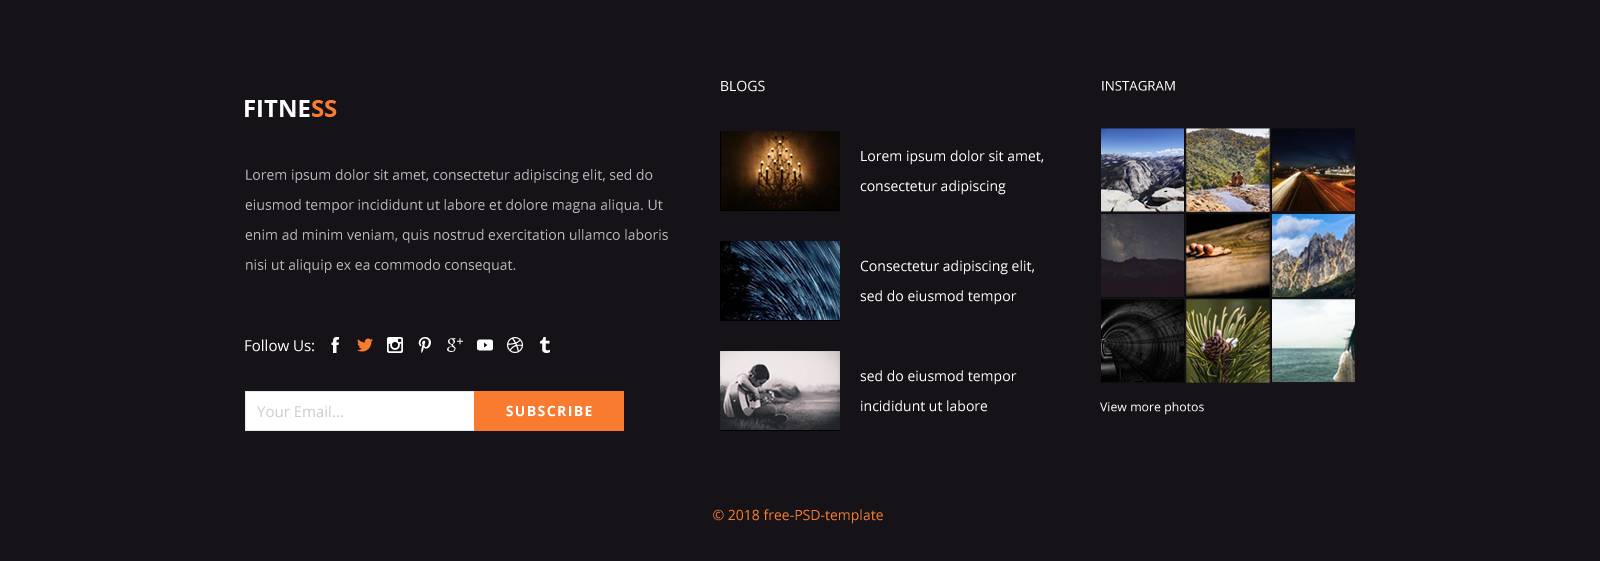 FITNESS
Lorem ipsum dolor sit amet, consectetur adipiscing elit, sed do
eiusmod tempor incididunt ut labore et dolore magna aliqua. Ut
enim ad minim veniam, quis nostrud exercitation ullamco laboris
nisi ut aliquip ex ea commodo consequat.
Follow Us:
Your Email...
SUBSCRIBE
BLOGS
Lorem ipsum dolor sit amet,
consectetur adipiscing
Consectetur adipiscing elit,
sed do eiusmod tempor
sed do eiusmod tempor
incididunt ut labore
INSTAGRAM
View more photos
© 2018 free-PSD-template